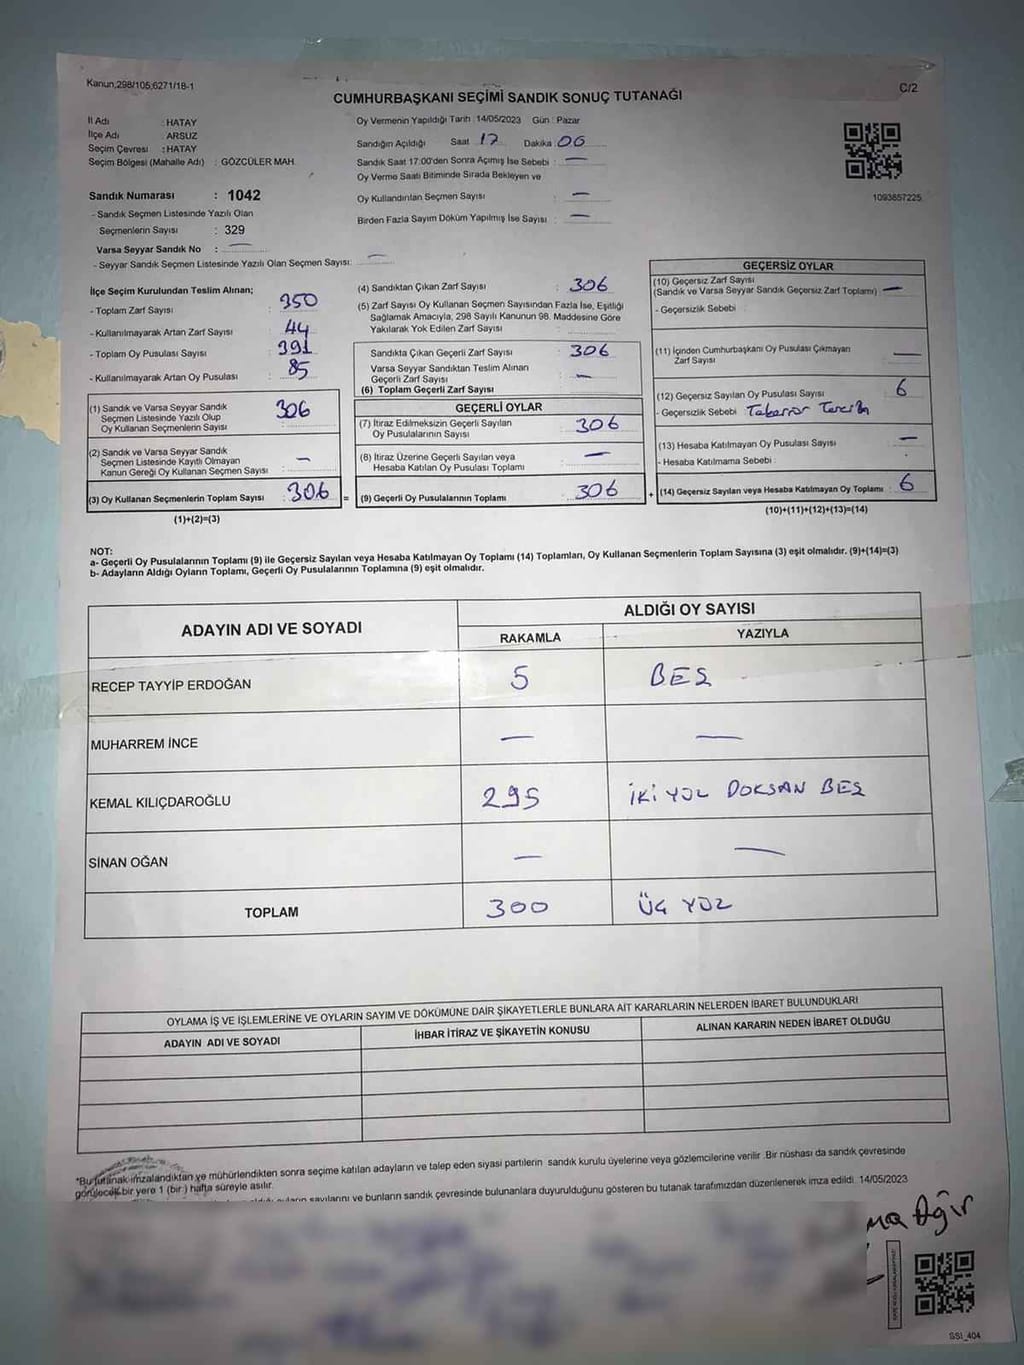 Kanun;298/105;6271/18-1
C/2
CUMHURBAŞKANI SEÇİMİ SANDIK SONUÇ TUTANAĞI
İl Adı : HATAY
İlçe Adı : ARSUZ
Seçim Çevresi : HATAY
Seçim Bölgesi (Mahalle Adı) : GÖZCÜLER MAH.
Sandık Numarası : 1042
- Sandık Seçmen Listesinde Yazılı Olan
Seçmenlerin Sayısı : 329
Varsa Seyyar Sandık No : —
- Seyyar Sandık Seçmen Listesinde Yazılı Olan Seçmen Sayısı: —
Oy Vermenin Yapıldığı Tarih : 14/05/2023 Gün : Pazar
Sandığın Açıldığı Saat 17 Dakika 00
Sandık Saat 17:00'den Sonra Açımış İse Sebebi : —
Oy Verme Saati Bitiminde Sırada Bekleyen ve
Oy Kullandırılan Seçmen Sayısı : —
Birden Fazla Sayım Döküm Yapılmış İse Sayısı : —
1093857225
İlçe Seçim Kurulundan Teslim Alınan;
- Toplam Zarf Sayısı : 350
- Kullanılmayarak Artan Zarf Sayısı : 44
- Toplam Oy Pusulası Sayısı : 391
- Kullanılmayarak Artan Oy Pusulası : 85
(1) Sandık ve Varsa Seyyar Sandık
Seçmen Listesinde Yazılı Olup
Oy Kullanan Seçmenlerin Sayısı : 306
(2) Sandık ve Varsa Seyyar Sandık
Seçmen Listesinde Kayıtlı Olmayan
Kanun Gereği Oy Kullanan Seçmen Sayısı : —
(3) Oy Kullanan Seçmenlerin Toplam Sayısı : 306 =
(1)+(2)=(3)
(4) Sandıktan Çıkan Zarf Sayısı : 306
(5) Zarf Sayısı Oy Kullanan Seçmen Sayısından Fazla İse, Eşitliği
Sağlamak Amacıyla, 298 Sayılı Kanunun 98. Maddesine Göre
Yakılarak Yok Edilen Zarf Sayısı :
Sandıkta Çıkan Geçerli Zarf Sayısı : 306
Varsa Seyyar Sandıktan Teslim Alınan
Geçerli Zarf Sayısı : —
(6) Toplam Geçerli Zarf Sayısı
GEÇERLİ OYLAR
(7) İtiraz Edilmeksizin Geçerli Sayılan
Oy Pusulalarının Sayısı : 306
(8) İtiraz Üzerine Geçerli Sayılan veya
Hesaba Katılan Oy Pusulası Toplamı : —
(9) Geçerli Oy Pusulalarının Toplamı : 306 +
GEÇERSİZ OYLAR
(10) Geçersiz Zarf Sayısı
(Sandık ve Varsa Seyyar Sandık Geçersiz Zarf Toplamı) : —
- Geçersizlik Sebebi :
(11) İçinden Cumhurbaşkanı Oy Pusulası Çıkmayan
Zarf Sayısı : —
(12) Geçersiz Sayılan Oy Pusulası Sayısı : 6
- Geçersizlik Sebebi
(13) Hesaba Katılmayan Oy Pusulası Sayısı : —
- Hesaba Katılmama Sebebi :
(14) Geçersiz Sayılan veya Hesaba Katılmayan Oy Toplamı : 6
(10)+(11)+(12)+(13)=(14)
NOT:
a- Geçerli Oy Pusulalarının Toplamı (9) ile Geçersiz Sayılan veya Hesaba Katılmayan Oy Toplamı (14) Toplamları, Oy Kullanan Seçmenlerin Toplam Sayısına (3) eşit olmalıdır. (9)+(14)=(3)
b- Adayların Aldığı Oyların Toplamı, Geçerli Oy Pusulalarının Toplamına (9) eşit olmalıdır.
ADAYIN ADI VE SOYADI ALDIĞI OY SAYISI
RAKAMLA YAZIYLA
RECEP TAYYİP ERDOĞAN 5 BEŞ
MUHARREM İNCE — —
KEMAL KILIÇDAROĞLU 295 İKİ YÜZ DOKSAN BEŞ
SİNAN OĞAN — —
TOPLAM 300 ÜÇ YÜZ
OYLAMA İŞ VE İŞLEMLERİNE VE OYLARIN SAYIM VE DÖKÜMÜNE DAİR ŞİKAYETLERLE BUNLARA AİT KARARLARIN NELERDEN İBARET BULUNDUKLARI
ADAYIN ADI VE SOYADI İHBAR İTİRAZ VE ŞİKAYETİN KONUSU ALINAN KARARIN NEDEN İBARET OLDUĞU
*Bu tutanak imzalandıktan ve mühürlendikten sonra seçime katılan adayların ve talep eden siyasi partilerin sandık kurulu üyelerine veya gözlemcilerine verilir. Bir nüshası da sandık çevresinde
görülecek bir yere 1 (bir ) hafta süreyle asılır.
sayılarını ve bunların sandık çevresinde bulunanlara duyurulduğunu gösteren bu tutanak tarafımızdan düzenlenerek imza edildi. 14/05/2023
SSI_404